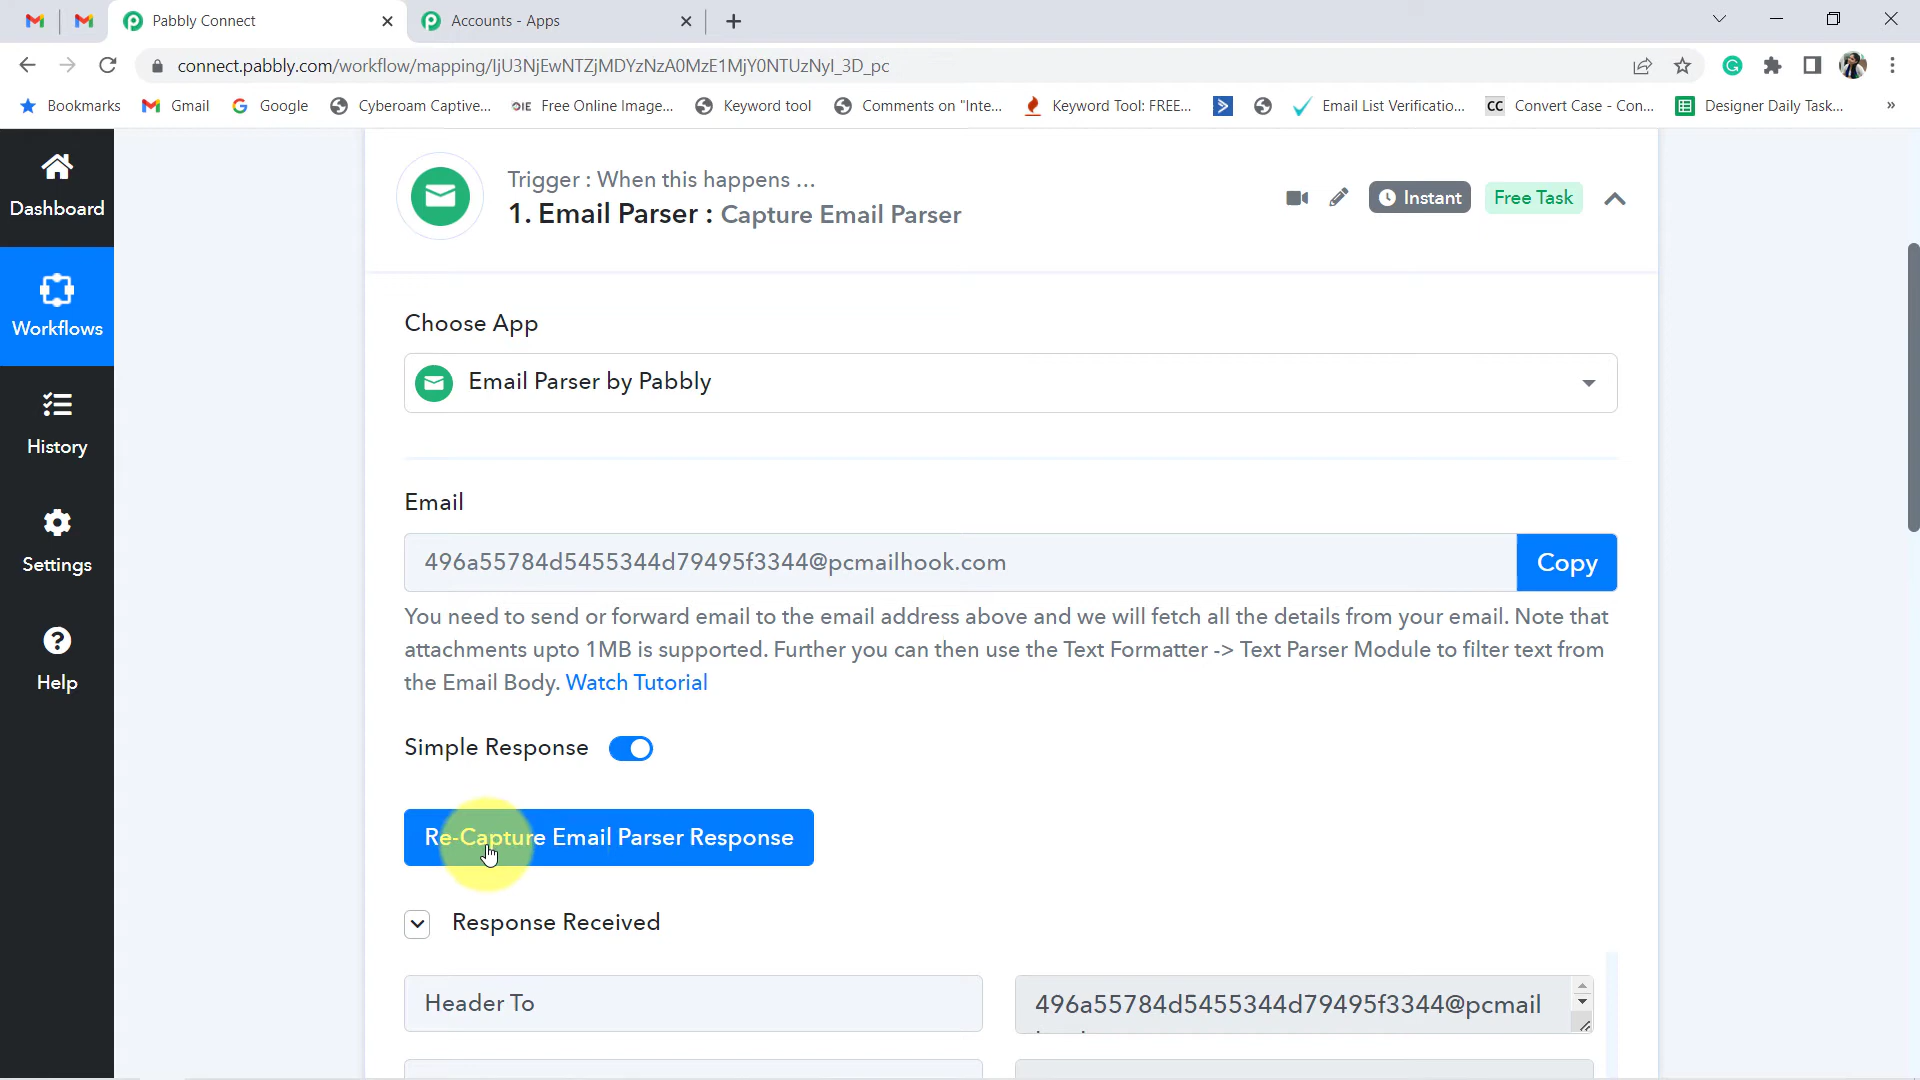 Pabbly Connect
Accounts - Apps
connect.pabbly.com/workflow/mapping/IjU3NjEwNTZjMDYzNzA0MzE1MjY0NTUzNyI_3D_pc
Bookmarks
Gmail
Google
Cyberoam Captive...
Free Online Image...
Keyword tool
Comments on "Inte...
Keyword Tool: FREE...
Email List Verificatio...
CC
Convert Case - Con...
Designer Daily Task...
»
Dashboard
Workflows
History
Settings
Help
Trigger : When this happens ...
1. Email Parser : Capture Email Parser
Instant
Free Task
Choose App
Email Parser by Pabbly
Email
496a55784d5455344d79495f3344@pcmailhook.com
Copy
You need to send or forward email to the email address above and we will fetch all the details from your email. Note that
attachments upto 1MB is supported. Further you can then use the Text Formatter -> Text Parser Module to filter text from
the Email Body. Watch Tutorial
Simple Response
Re-Capture Email Parser Response
Response Received
Header To
496a55784d5455344d79495f3344@pcmail